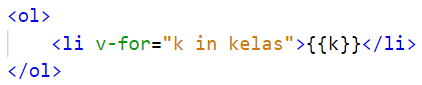 <ol>
<li v-for="k in kelas">{{k}}</li>
</ol>